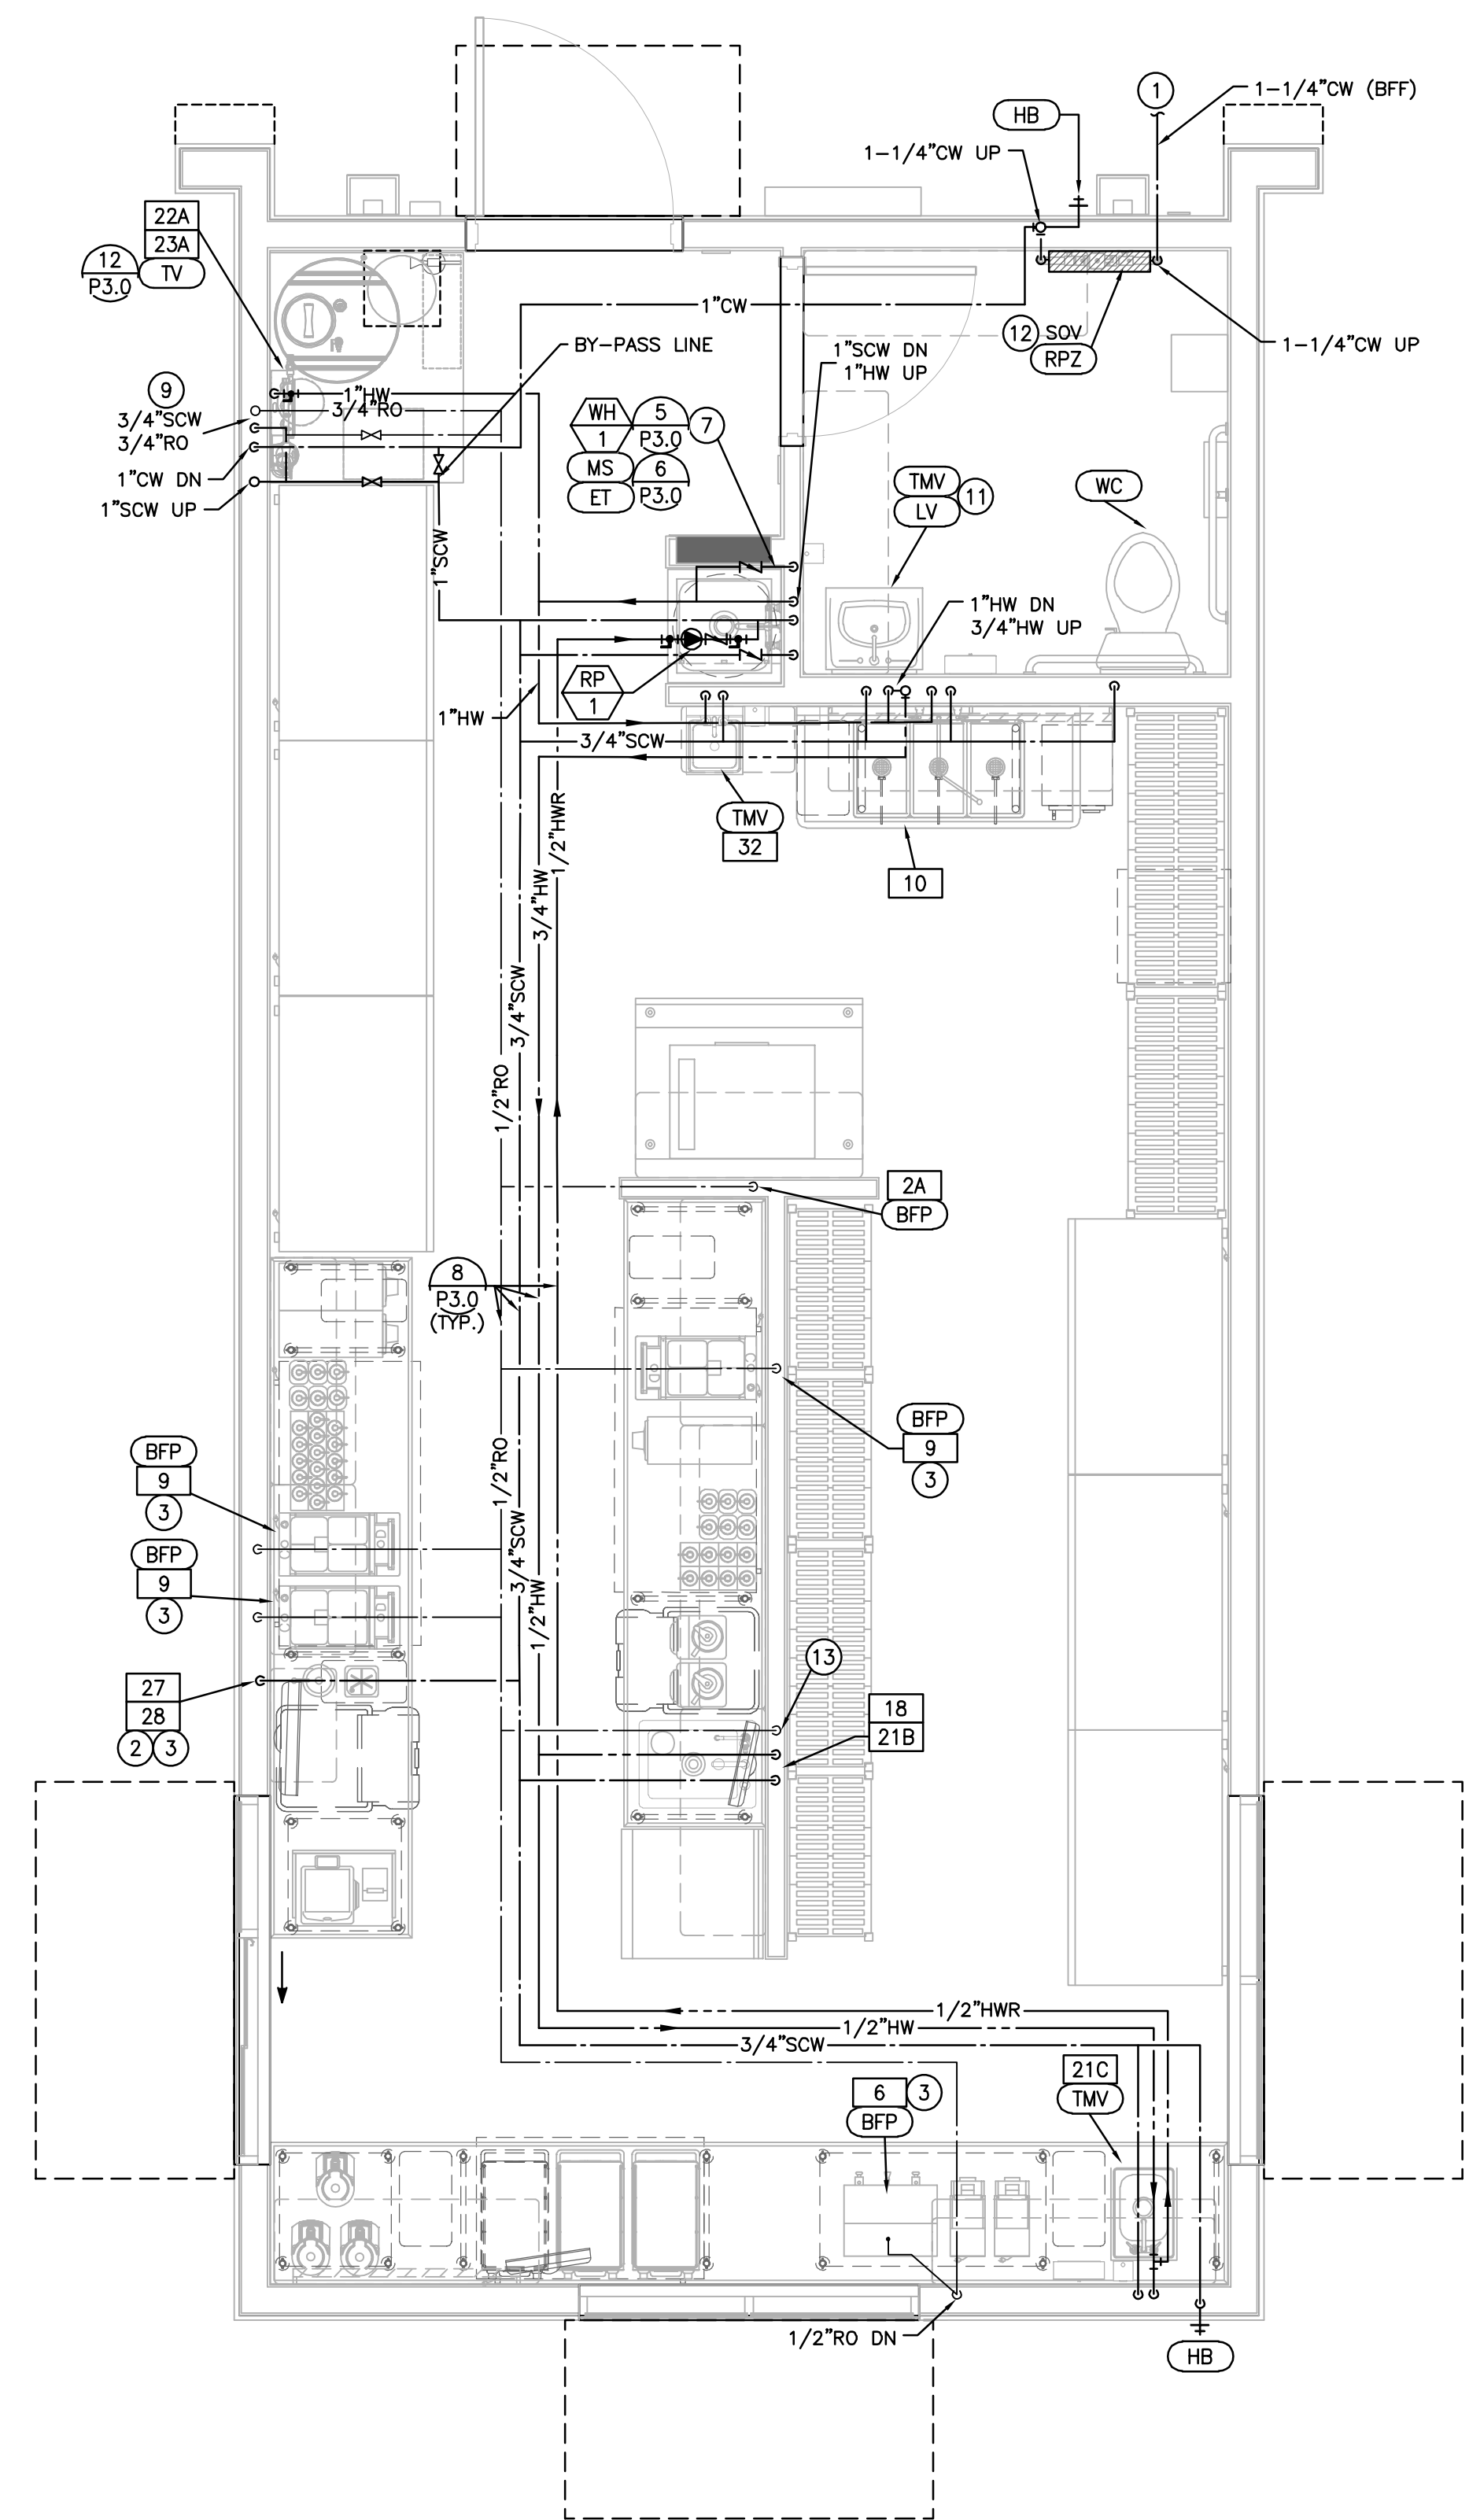 1
1-1/4"CW (BFF)
HB
1-1/4"CW UP
22A
23A
12
P3.0
TV
1"CW
BY-PASS LINE
12
SOV
RPZ
1-1/4"CW UP
1"SCW DN
1"HW UP
9
3/4"SCW
3/4"RO
1"HW
3/4"RO
1"CW DN
1"SCW UP
WH
1
5
P3.0
7
MS
ET
6
P3.0
TMV
LV
11
WC
1"SCW
1"HW DN
3/4"HW UP
RP
1
1"HW
3/4"SCW
TMV
32
10
1/2"HWR
3/4"HW
3/4"SCW
1/2"RO
2A
BFP
8
P3.0
(TYP.)
BFP
9
3
BFP
9
3
BFP
9
3
1/2"RO
3/4"SCW
1/2"HW
13
27
28
2
3
18
21B
1/2"HWR
1/2"HW
3/4"SCW
21C
TMV
6
3
BFP
1/2"RO DN
HB